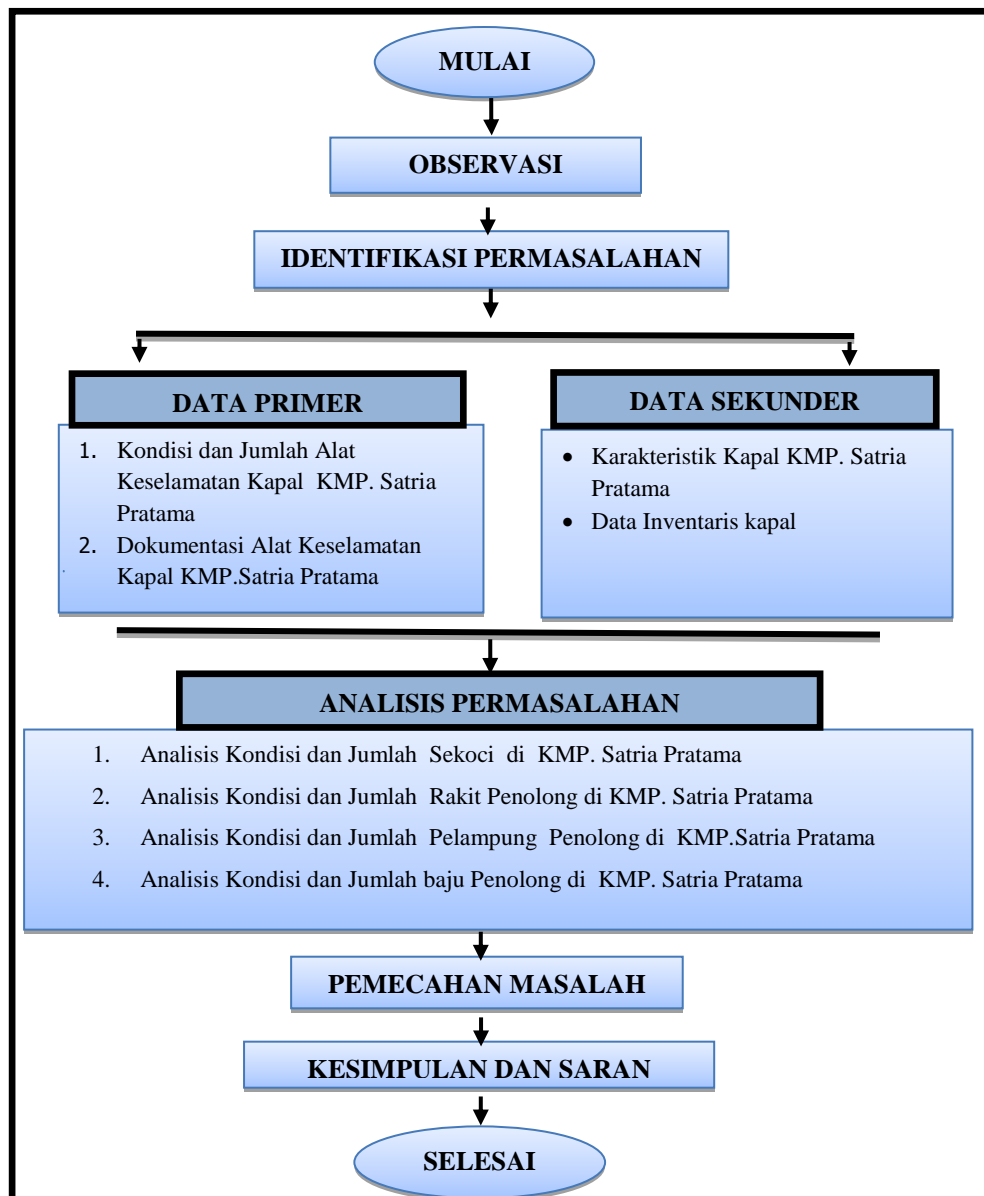 MULAI
OBSERVASI
IDENTIFIKASI PERMASALAHAN
DATA PRIMER
1. Kondisi dan Jumlah Alat
Keselamatan Kapal KMP. Satria
Pratama
2. Dokumentasi Alat Keselamatan
Kapal KMP.Satria Pratama
DATA SEKUNDER
• Karakteristik Kapal KMP. Satria
Pratama
• Data Inventaris kapal
ANALISIS PERMASALAHAN
1. Analisis Kondisi dan Jumlah Sekoci di KMP. Satria Pratama
2. Analisis Kondisi dan Jumlah Rakit Penolong di KMP. Satria Pratama
3. Analisis Kondisi dan Jumlah Pelampung Penolong di KMP.Satria Pratama
4. Analisis Kondisi dan Jumlah baju Penolong di KMP. Satria Pratama
PEMECAHAN MASALAH
KESIMPULAN DAN SARAN
SELESAI